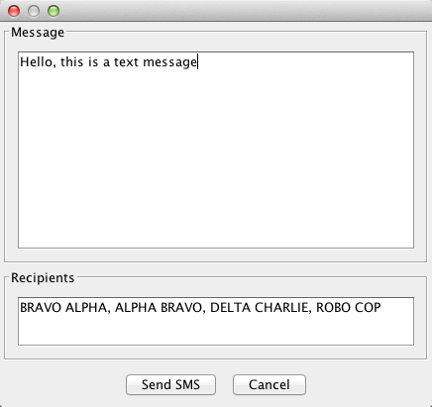 Message
Hello, this is a text message
Recipients
BRAVO ALPHA, ALPHA BRAVO, DELTA CHARLIE, ROBO COP
Send SMS
Cancel